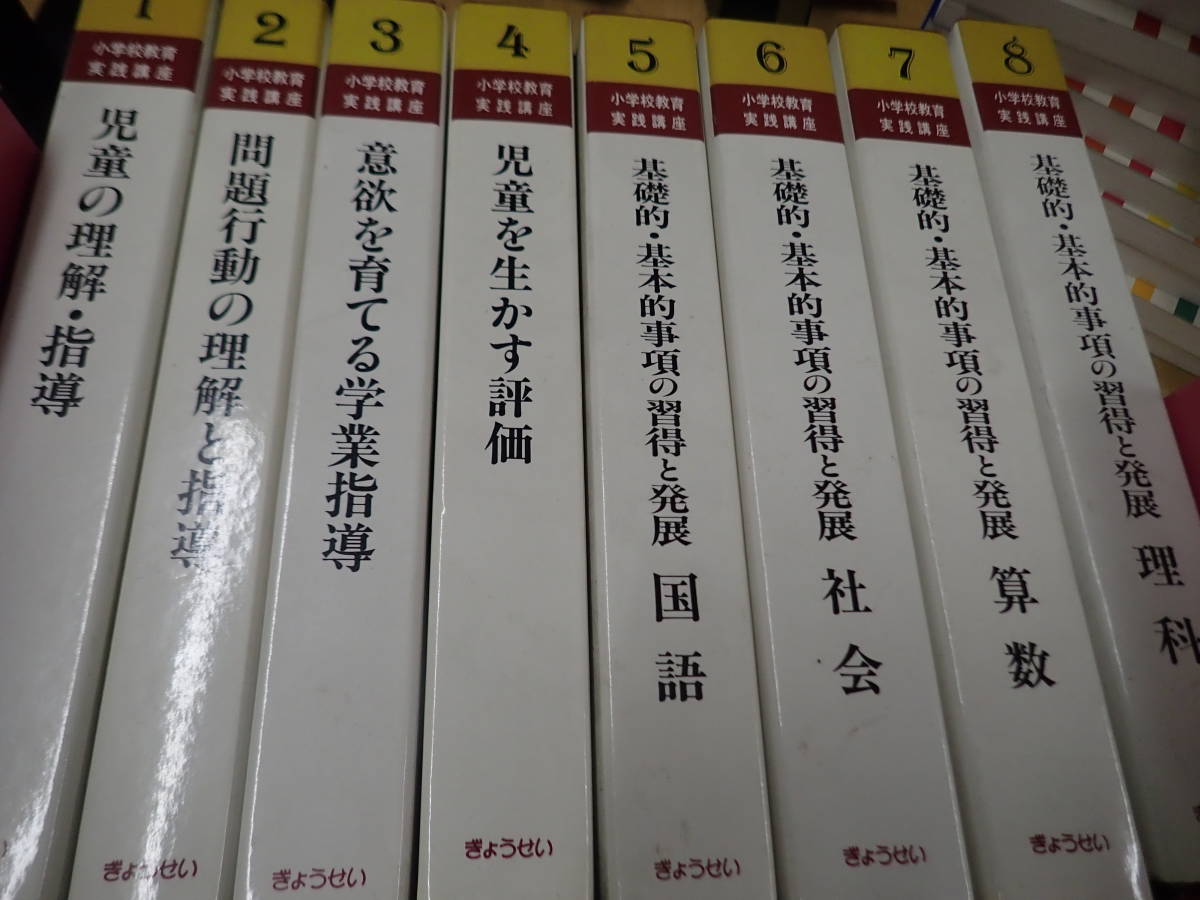 1
小学校教育
実践講座
児童の理解・指導
2
小学校教育
実践講座
問題行動の理解と指導
ぎょうせい
3
小学校教育
実践講座
意欲を育てる学業指導
ぎょうせい
4
小学校教育
実践講座
児童を生かす評価
ぎょうせい
5
小学校教育
実践講座
基礎的・基本的事項の習得と発展 国語
ぎょうせい
6
小学校教育
実践講座
基礎的・基本的事項の習得と発展 社会
ぎょうせい
7
小学校教育
実践講座
基礎的・基本的事項の習得と発展 算数
ぎょうせい
8
小学校教育
実践講座
基礎的・基本的事項の習得と発展 理科